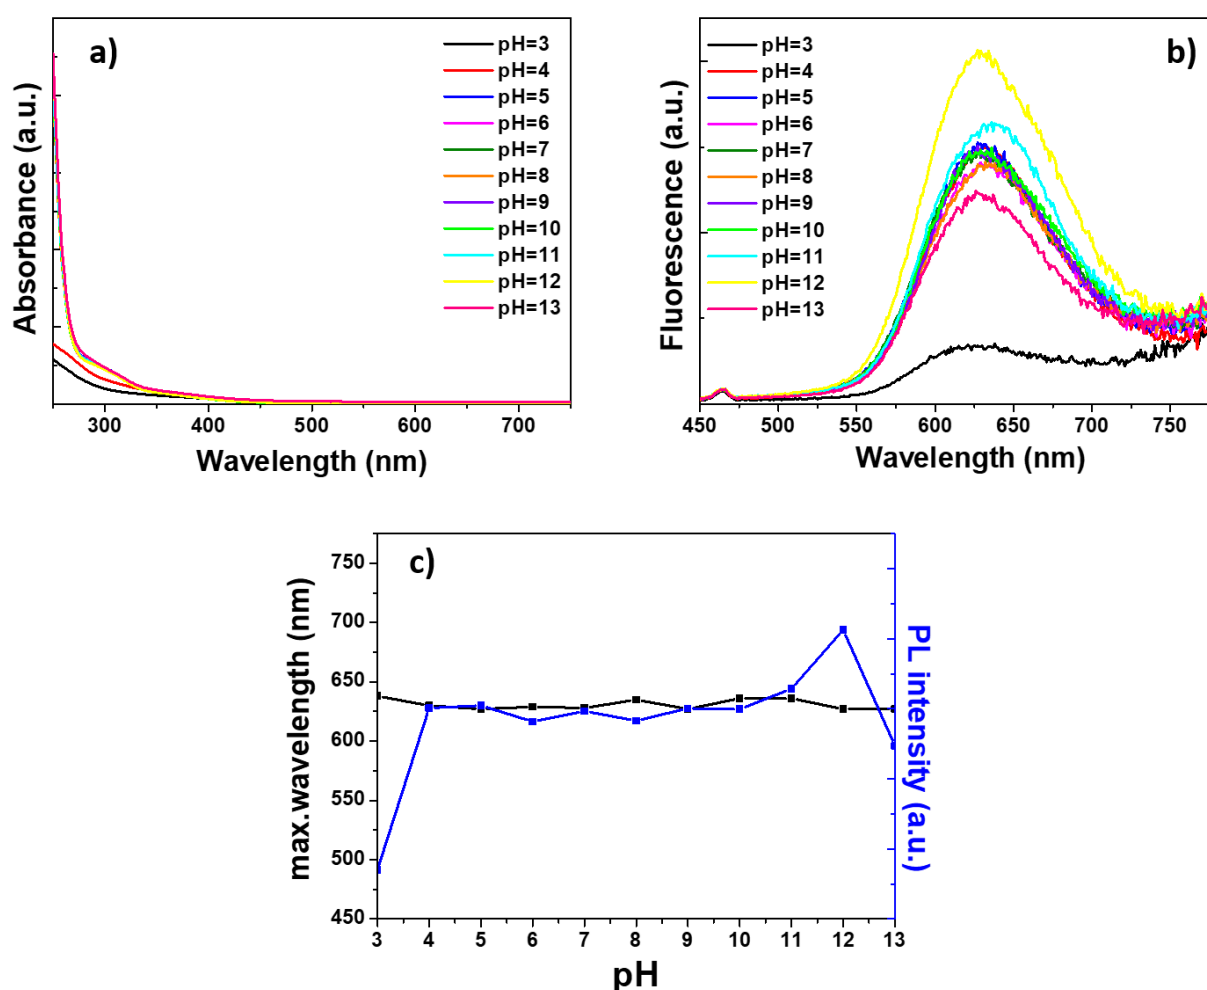 a)
pH=3
pH=4
pH=5
pH=6
pH=7
pH=8
pH=9
pH=10
pH=11
pH=12
pH=13
Absorbance (a.u.)
300 400 500 600 700
Wavelength (nm)
b)
pH=3
pH=4
pH=5
pH=6
pH=7
pH=8
pH=9
pH=10
pH=11
pH=12
pH=13
Fluorescence (a.u.)
450 500 550 600 650 700 750
Wavelength (nm)
c)
750
700
650
600
550
500
450
max.wavelength (nm)
PL intensity (a.u.)
3 4 5 6 7 8 9 10 11 12 13
pH